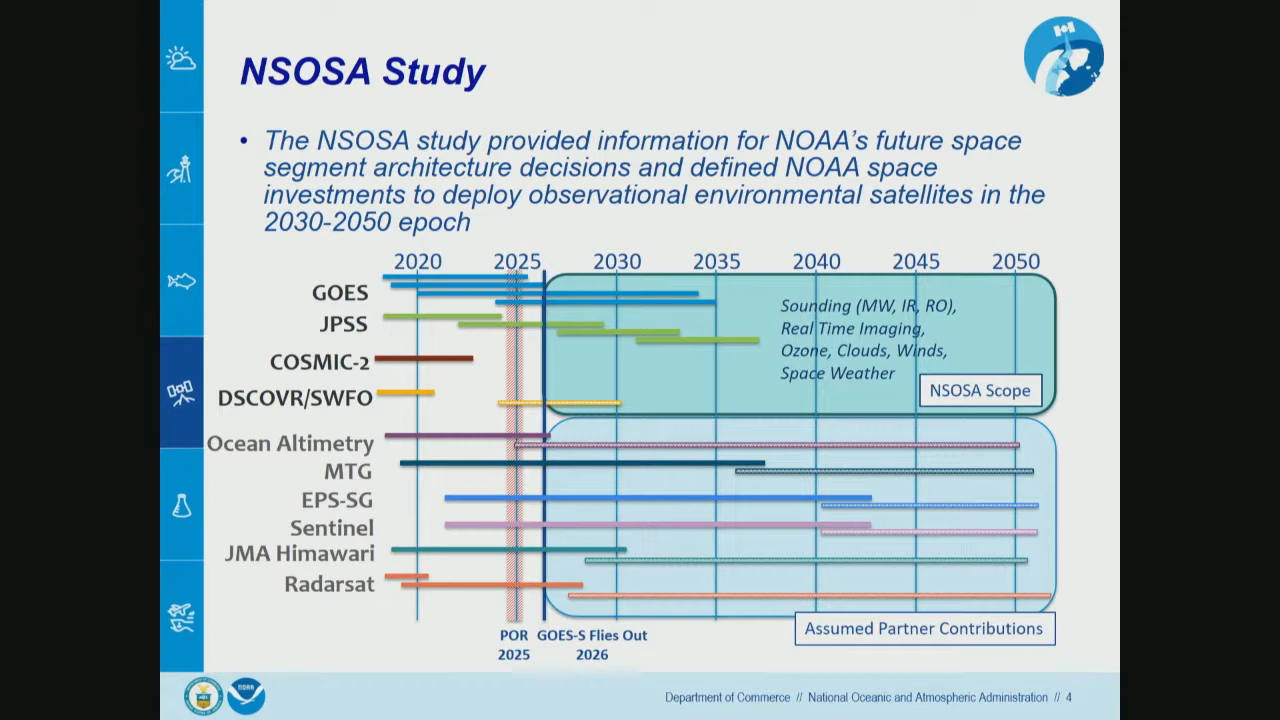 NSOSA Study
• The NSOSA study provided information for NOAA's future space
segment architecture decisions and defined NOAA space
investments to deploy observational environmental satellites in the
2030-2050 epoch
2020 2025 2030 2035 2040 2045 2050
GOES
JPSS
COSMIC-2
DSCOVR/SWFO
Sounding (MW, IR, RO),
Real Time Imaging,
Ozone, Clouds, Winds,
Space Weather
NSOSA Scope
Ocean Altimetry
MTG
EPS-SG
Sentinel
JMA Himawari
Radarsat
Assumed Partner Contributions
POR
2025
GOES-S Flies Out
2026
NOAA
Department of Commerce // National Oceanic and Atmospheric Administration // 4